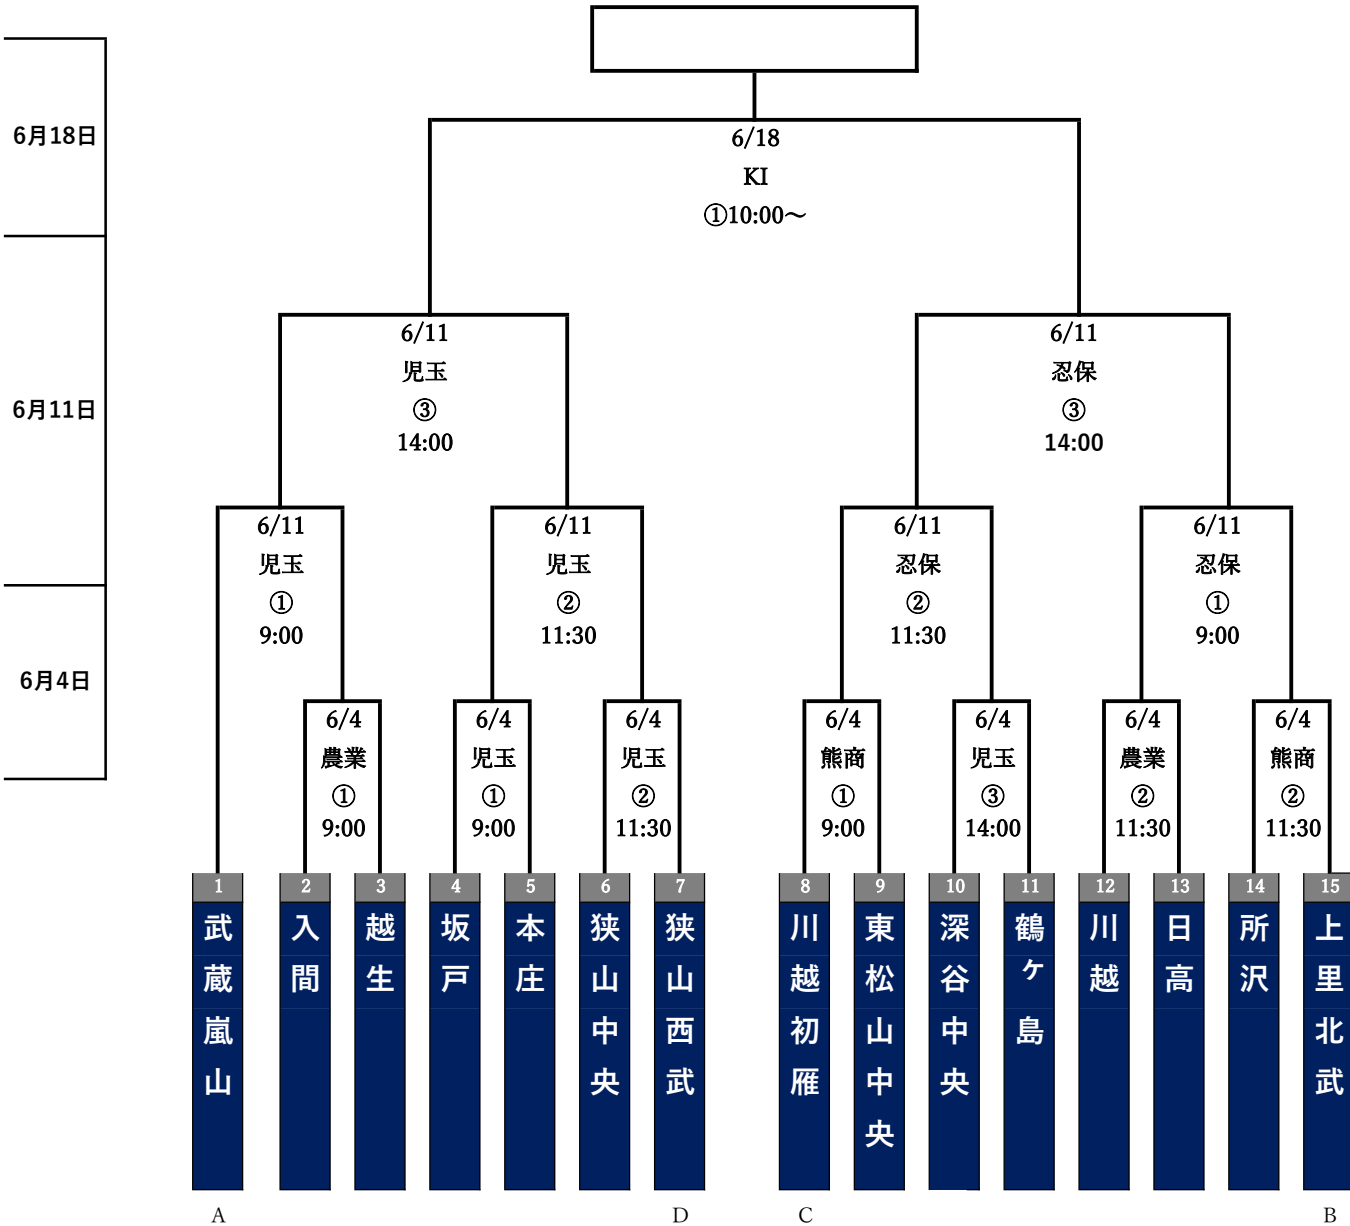 6月18日
6/18
KI
①10:00～
6月11日
6/11
児玉
③
14:00
6/11
忍保
③
14:00
6/11
児玉
①
9:00
6/11
児玉
②
11:30
6/11
忍保
②
11:30
6/11
忍保
①
9:00
6月4日
6/4
農業
①
9:00
6/4
児玉
①
9:00
6/4
児玉
②
11:30
6/4
熊商
①
9:00
6/4
児玉
③
14:00
6/4
農業
②
11:30
6/4
熊商
②
11:30
1
武蔵嵐山
2
入間
3
越生
4
坂戸
5
本庄
6
狭山中央
7
狭山西武
8
川越初雁
9
東松山中央
10
深谷中央
11
鶴ヶ島
12
川越
13
日高
14
所沢
15
上里北武
A
D
C
B